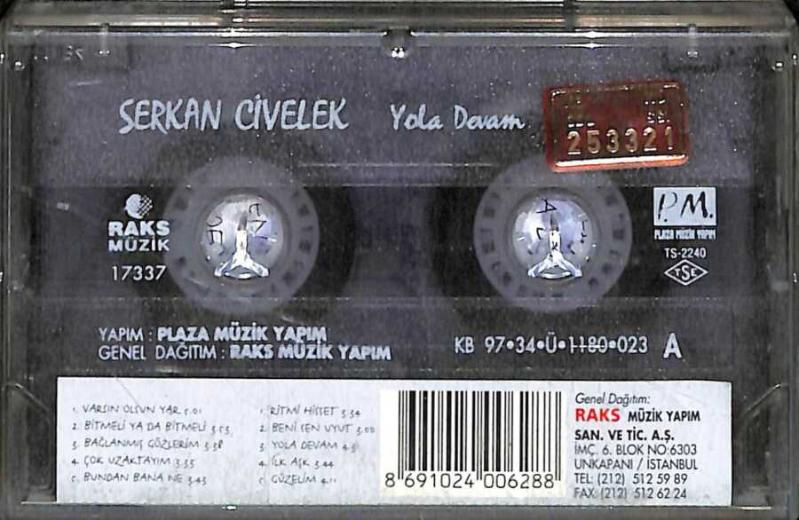 SERKAN CİVELEK Yola Devam
253321
RAKS
MÜZİK
17337
P.M.
PLAZA MÜZİK YAPIM
TS-2240
TSE
YAPIM : PLAZA MÜZİK YAPIM
GENEL DAĞITIM : RAKS MÜZİK YAPIM
KB 97•34•Ü•1180•023 A
1. VARSIN OLSUN YAR 5.01
2. BİTMELİ YA DA BİTMELİ 5.53
3. BAĞLANMIŞ GÖZLERİM 3.38
4. ÇOK UZAKTAYIM 3.35
5. BUNDAN BANA NE 3.43
1. RİTMİ HİSSET 3.34
2. BENİ SEN UYUT 3.00
3. YOLA DEVAM
4. İLK AŞK 3.44
5. GÜZELİM 4.11
8 691024 006288
Genel Dağıtım:
RAKS MÜZİK YAPIM
SAN. VE TİC. A.Ş.
İMÇ. 6. BLOK NO:6303
UNKAPANI / İSTANBUL
TEL: (212) 512 59 89
FAX: (212) 512 62 24